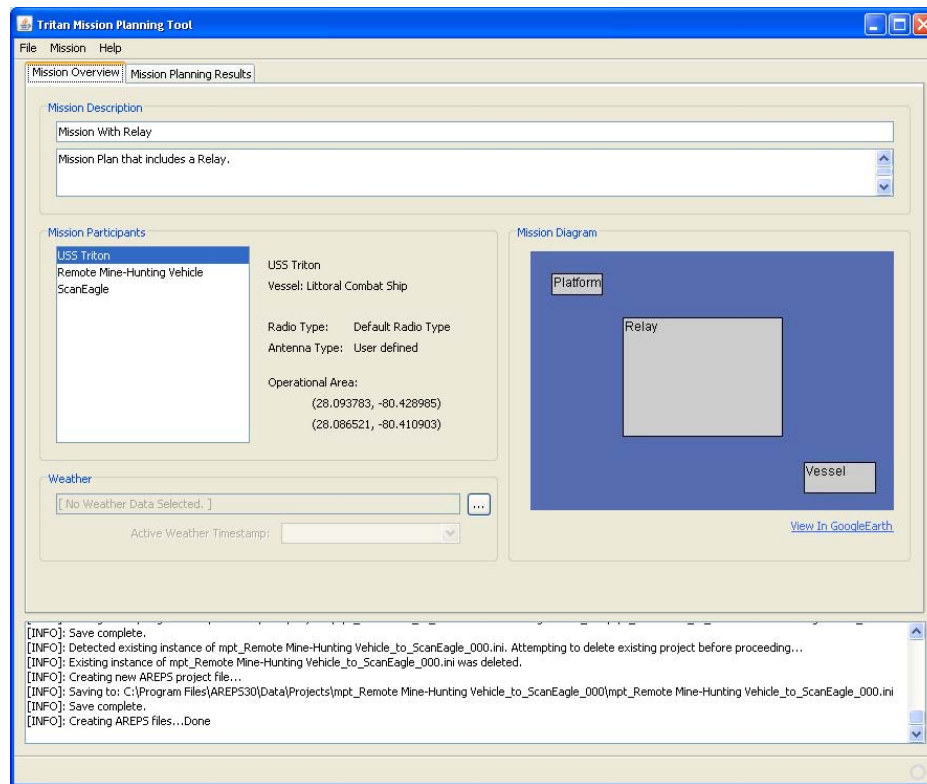 Tritan Mission Planning Tool
File Mission Help
Mission Overview Mission Planning Results
Mission Description
Mission With Relay
Mission Plan that includes a Relay.
Mission Participants
USS Triton
Remote Mine-Hunting Vehicle
ScanEagle
USS Triton
Vessel: Littoral Combat Ship
Radio Type: Default Radio Type
Antenna Type: User defined
Operational Area:
(28.093783, -80.428985)
(28.086521, -80.410903)
Mission Diagram
Platform
Relay
Vessel
View In GoogleEarth
Weather
[ No Weather Data Selected. ]
...
Active Weather Timestamp:
[INFO]: Save complete.
[INFO]: Detected existing instance of mpt_Remote Mine-Hunting Vehicle_to_ScanEagle_000.ini. Attempting to delete existing project before proceeding...
[INFO]: Existing instance of mpt_Remote Mine-Hunting Vehicle_to_ScanEagle_000.ini was deleted.
[INFO]: Creating new AREPS project file...
[INFO]: Saving to: C:\Program Files\AREPS30\Data\Projects\mpt_Remote Mine-Hunting Vehicle_to_ScanEagle_000\mpt_Remote Mine-Hunting Vehicle_to_ScanEagle_000.ini
[INFO]: Save complete.
[INFO]: Creating AREPS files...Done